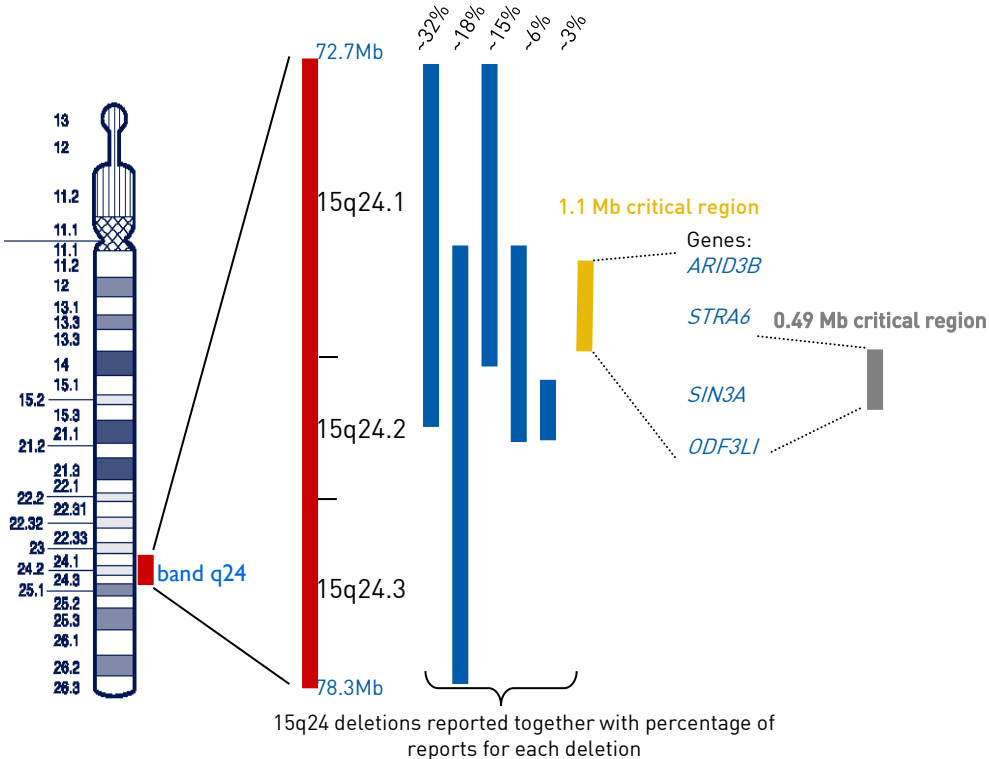 ~32%
~18%
~15%
~6%
~3%
72.7Mb
13
12
11.2
11.1
11.1
11.2
12
13.1
13.3
13.3
14
15.1
15.2
15.3
21.1
21.2
21.3
22.1
22.2
22.31
22.32
22.33
23
24.1
24.2
24.3
25.1
25.2
25.3
26.1
26.2
26.3
band q24
15q24.1
15q24.2
15q24.3
78.3Mb
1.1 Mb critical region
Genes:
ARID3B
STRA6
0.49 Mb critical region
SIN3A
ODF3LI
15q24 deletions reported together with percentage of
reports for each deletion